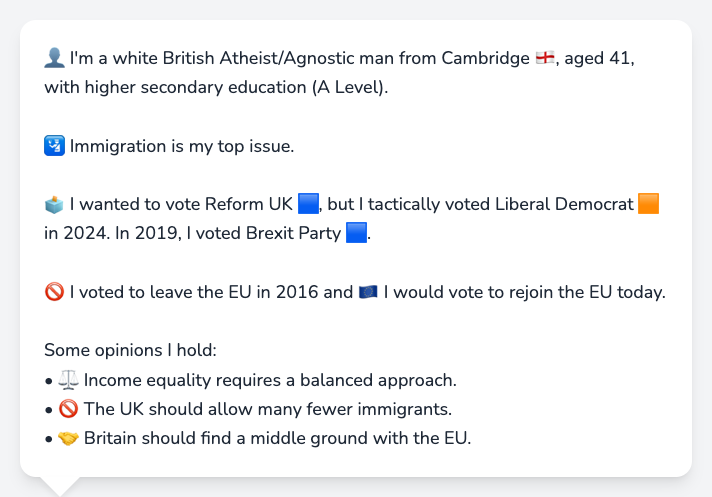 👤 I'm a white British Atheist/Agnostic man from Cambridge 🏴󠁧󠁢󠁥󠁮󠁧󠁿, aged 41,
with higher secondary education (A Level).
🛂 Immigration is my top issue.
🗳️ I wanted to vote Reform UK 🟦, but I tactically voted Liberal Democrat 🟧
in 2024. In 2019, I voted Brexit Party 🟦.
🚫 I voted to leave the EU in 2016 and 🇪🇺 I would vote to rejoin the EU today.
Some opinions I hold:
• ⚖️ Income equality requires a balanced approach.
• 🚫 The UK should allow many fewer immigrants.
• 🤝 Britain should find a middle ground with the EU.